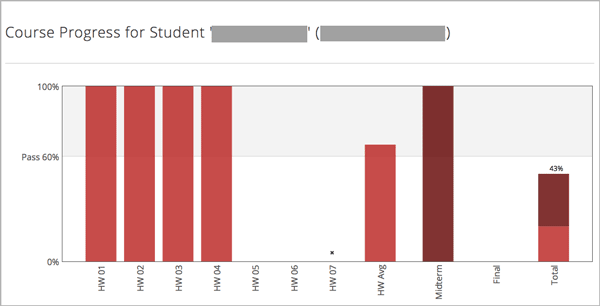 Course Progress for Student ' ' ( )
100%
Pass 60%
0%
43%
x
HW 01
HW 02
HW 03
HW 04
HW 05
HW 06
HW 07
HW Avg
Midterm
Final
Total